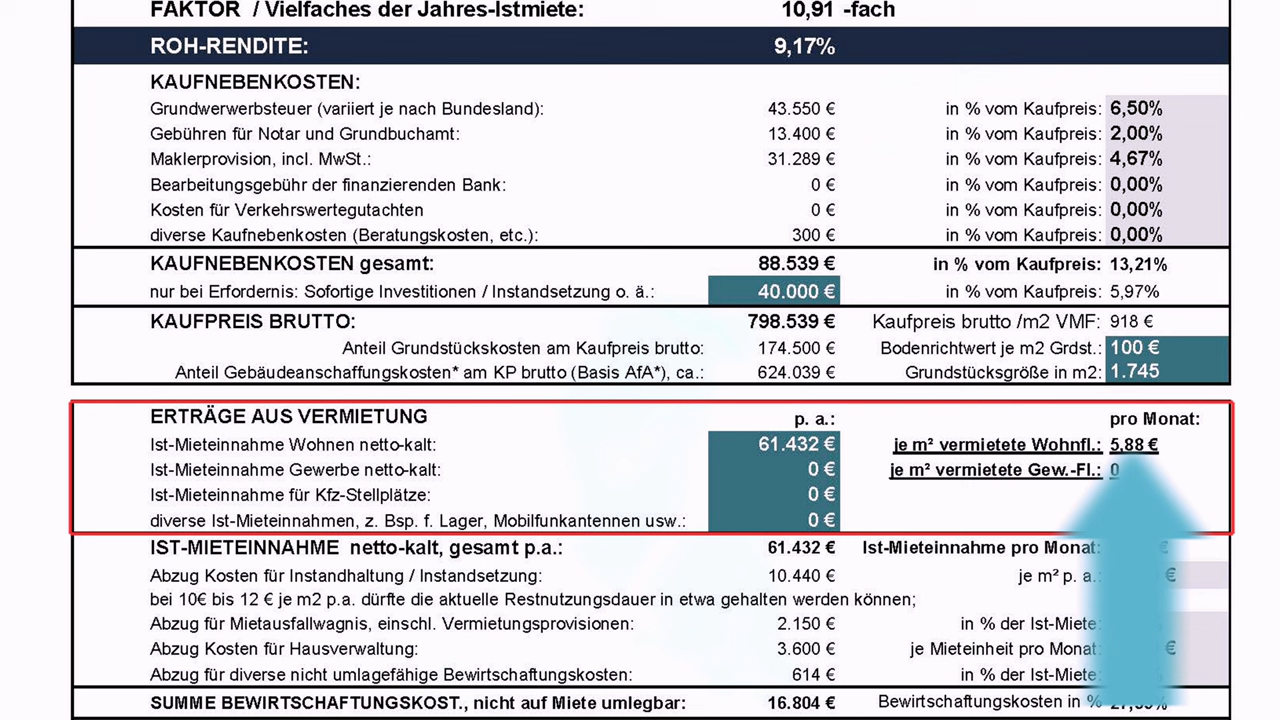 FAKTOR / Vielfaches der Jahres-Istmiete: 10,91 -fach
ROH-RENDITE: 9,17%
KAUFNEBENKOSTEN:
Grundwerwerbsteuer (variiert je nach Bundesland): 43.550 € in % vom Kaufpreis: 6,50%
Gebühren für Notar und Grundbuchamt: 13.400 € in % vom Kaufpreis: 2,00%
Maklerprovision, incl. MwSt.: 31.289 € in % vom Kaufpreis: 4,67%
Bearbeitungsgebühr der finanzierenden Bank: 0 € in % vom Kaufpreis: 0,00%
Kosten für Verkehrswertegutachten 0 € in % vom Kaufpreis: 0,00%
diverse Kaufnebenkosten (Beratungskosten, etc.): 300 € in % vom Kaufpreis: 0,00%
KAUFNEBENKOSTEN gesamt: 88.539 € in % vom Kaufpreis: 13,21%
nur bei Erfordernis: Sofortige Investitionen / Instandsetzung o. ä.: 40.000 € in % vom Kaufpreis: 5,97%
KAUFPREIS BRUTTO: 798.539 € Kaufpreis brutto /m2 VMF: 918 €
Anteil Grundstückskosten am Kaufpreis brutto: 174.500 € Bodenrichtwert je m2 Grdst.: 100 €
Anteil Gebäudeanschaffungskosten* am KP brutto (Basis AfA*), ca.: 624.039 € Grundstücksgröße in m2: 1.745
ERTRÄGE AUS VERMIETUNG p. a.: pro Monat:
Ist-Mieteinnahme Wohnen netto-kalt: 61.432 € je m² vermietete Wohnfl.: 5,88 €
Ist-Mieteinnahme Gewerbe netto-kalt: 0 € je m² vermietete Gew.-Fl.: 0
Ist-Mieteinnahme für Kfz-Stellplätze: 0 €
diverse Ist-Mieteinnahmen, z. Bsp. f. Lager, Mobilfunkantennen usw.: 0 €
IST-MIETEINNAHME netto-kalt, gesamt p.a.: 61.432 € Ist-Mieteinnahme pro Monat: €
Abzug Kosten für Instandhaltung / Instandsetzung: 10.440 € je m² p. a.: €
bei 10€ bis 12 € je m2 p.a. dürfte die aktuelle Restnutzungsdauer in etwa gehalten werden können;
Abzug für Mietausfallwagnis, einschl. Vermietungsprovisionen: 2.150 € in % der Ist-Miete:
Abzug Kosten für Hausverwaltung: 3.600 € je Mieteinheit pro Monat: €
Abzug für diverse nicht umlagefähige Bewirtschaftungskosten: 614 € in % der Ist-Miete:
SUMME BEWIRTSCHAFTUNGSKOST., nicht auf Miete umlegbar: 16.804 € Bewirtschaftungskosten in %